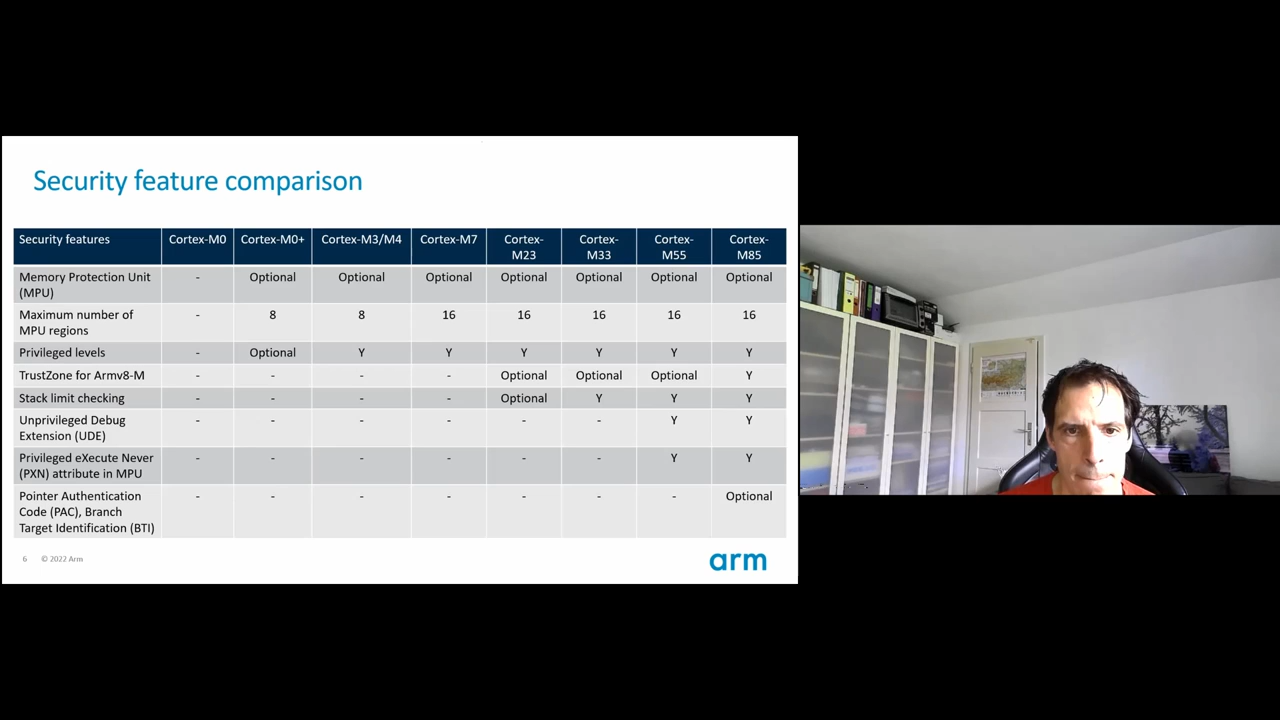 Security feature comparison
Security features Cortex-M0 Cortex-M0+ Cortex-M3/M4 Cortex-M7 Cortex-M23 Cortex-M33 Cortex-M55 Cortex-M85
Memory Protection Unit (MPU) - Optional Optional Optional Optional Optional Optional Optional
Maximum number of MPU regions - 8 8 16 16 16 16 16
Privileged levels - Optional Y Y Y Y Y Y
TrustZone for Armv8-M - - - - Optional Optional Optional Y
Stack limit checking - - - - Optional Y Y Y
Unprivileged Debug Extension (UDE) - - - - - - Y Y
Privileged eXecute Never (PXN) attribute in MPU - - - - - - Y Y
Pointer Authentication Code (PAC), Branch Target Identification (BTI) - - - - - - - Optional
6 © 2022 Arm
arm